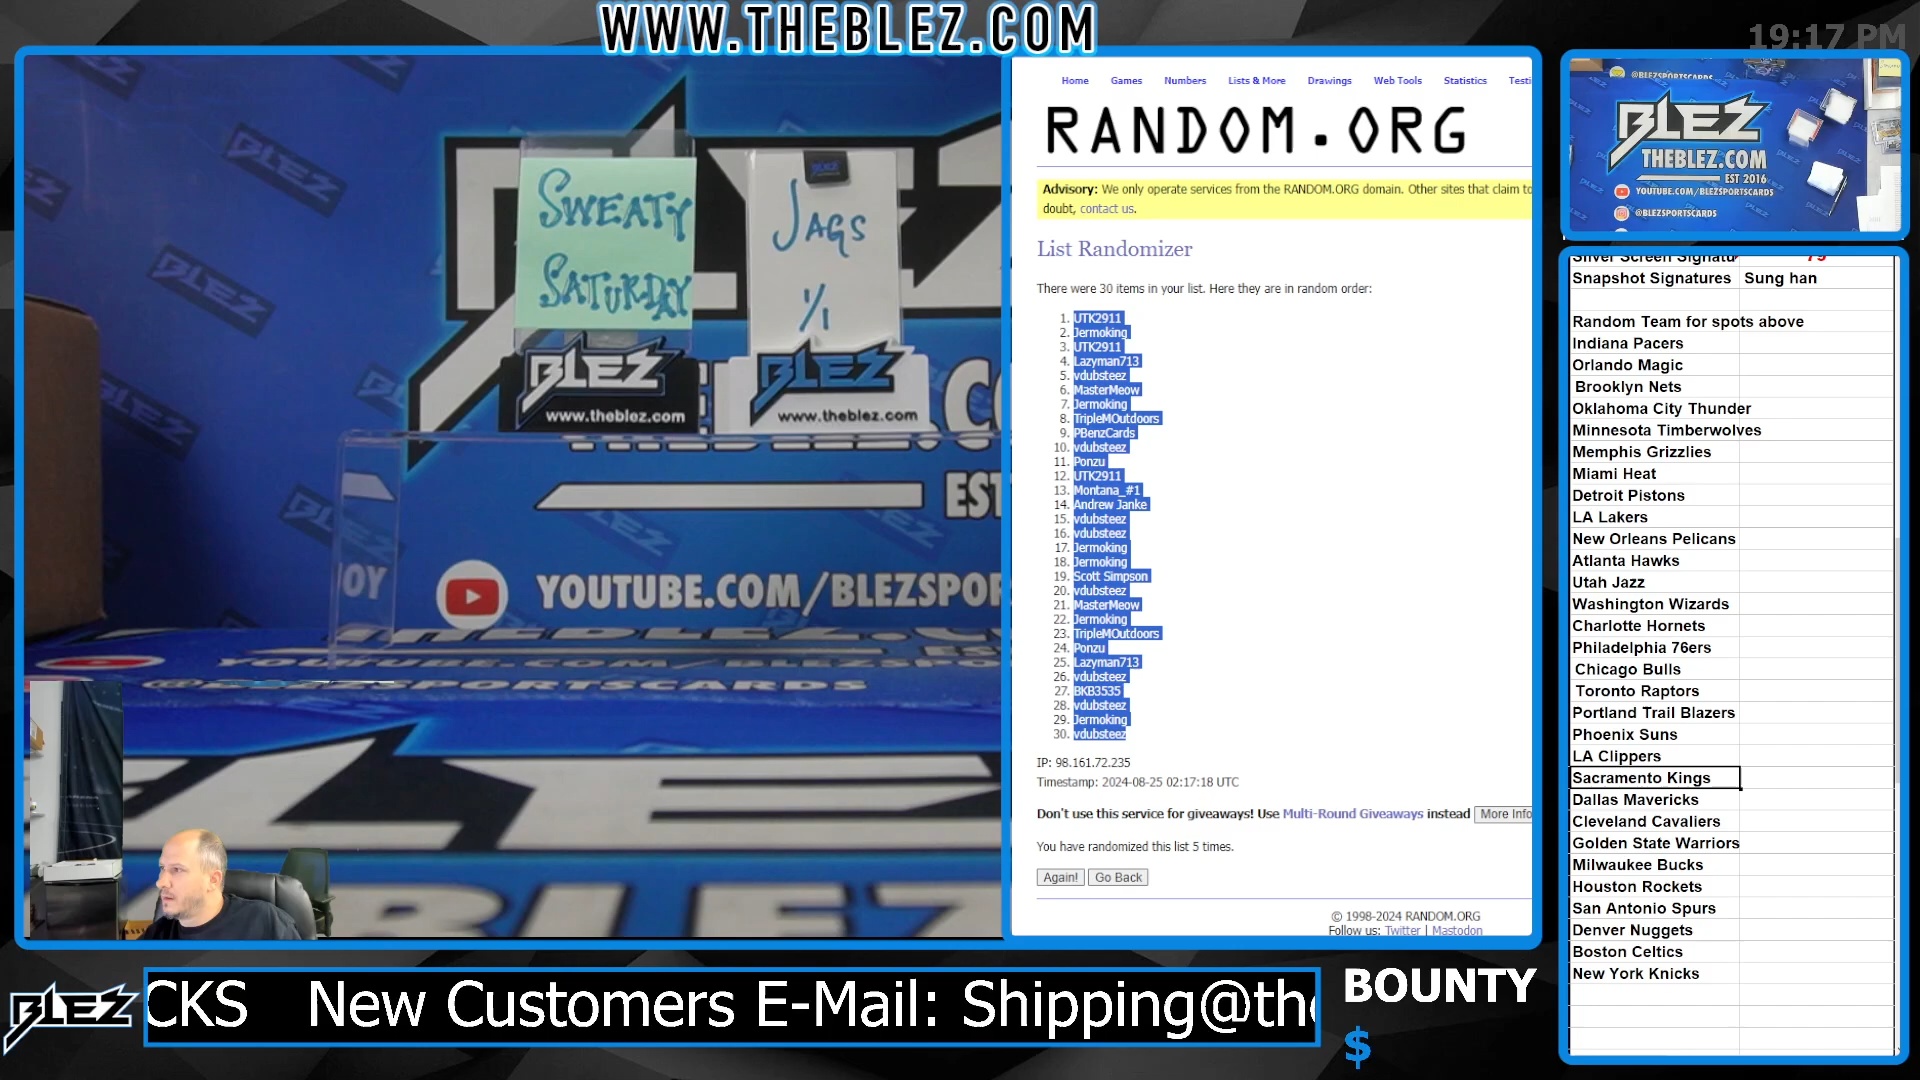 WWW.THEBLEZ.COM
19:17 PM
SWEATY
SATURDAY
JAGS
1/1
BLEZ
www.theblez.com
BLEZ
www.theblez.com
EST
YOUTUBE.COM/BLEZSPOR
Home Games Numbers Lists & More Drawings Web Tools Statistics Testi
RANDOM.ORG
Advisory: We only operate services from the RANDOM.ORG domain. Other sites that claim to
doubt, contact us.
List Randomizer
There were 30 items in your list. Here they are in random order:
1. UTK2911
2. Jermoking
3. UTK2911
4. Lazyman713
5. vdubsteez
6. MasterMeow
7. Jermoking
8. TripleMOutdoors
9. PBenzCards
10. vdubsteez
11. Ponzu
12. UTK2911
13. Montana_#1
14. Andrew Janke
15. vdubsteez
16. vdubsteez
17. Jermoking
18. Jermoking
19. Scott Simpson
20. vdubsteez
21. MasterMeow
22. Jermoking
23. TripleMOutdoors
24. Ponzu
25. Lazyman713
26. vdubsteez
27. BKB3535
28. vdubsteez
29. Jermoking
30. vdubsteez
IP: 98.161.72.235
Timestamp: 2024-08-25 02:17:18 UTC
Don't use this service for giveaways! Use Multi-Round Giveaways instead More Info
You have randomized this list 5 times.
Again! Go Back
© 1998-2024 RANDOM.ORG
Follow us: Twitter | Mastodon
@BLEZSPORTSCARDS
BLEZ
THEBLEZ.COM
EST 2016
YOUTUBE.COM/BLEZSPORTSCARDS
@BLEZSPORTSCARDS
Silver Screen Signatu 79
Snapshot Signatures Sung han
Random Team for spots above
Indiana Pacers
Orlando Magic
Brooklyn Nets
Oklahoma City Thunder
Minnesota Timberwolves
Memphis Grizzlies
Miami Heat
Detroit Pistons
LA Lakers
New Orleans Pelicans
Atlanta Hawks
Utah Jazz
Washington Wizards
Charlotte Hornets
Philadelphia 76ers
Chicago Bulls
Toronto Raptors
Portland Trail Blazers
Phoenix Suns
LA Clippers
Sacramento Kings
Dallas Mavericks
Cleveland Cavaliers
Golden State Warriors
Milwaukee Bucks
Houston Rockets
San Antonio Spurs
Denver Nuggets
Boston Celtics
New York Knicks
BLEZ
CKS New Customers E-Mail: Shipping@the
BOUNTY
$